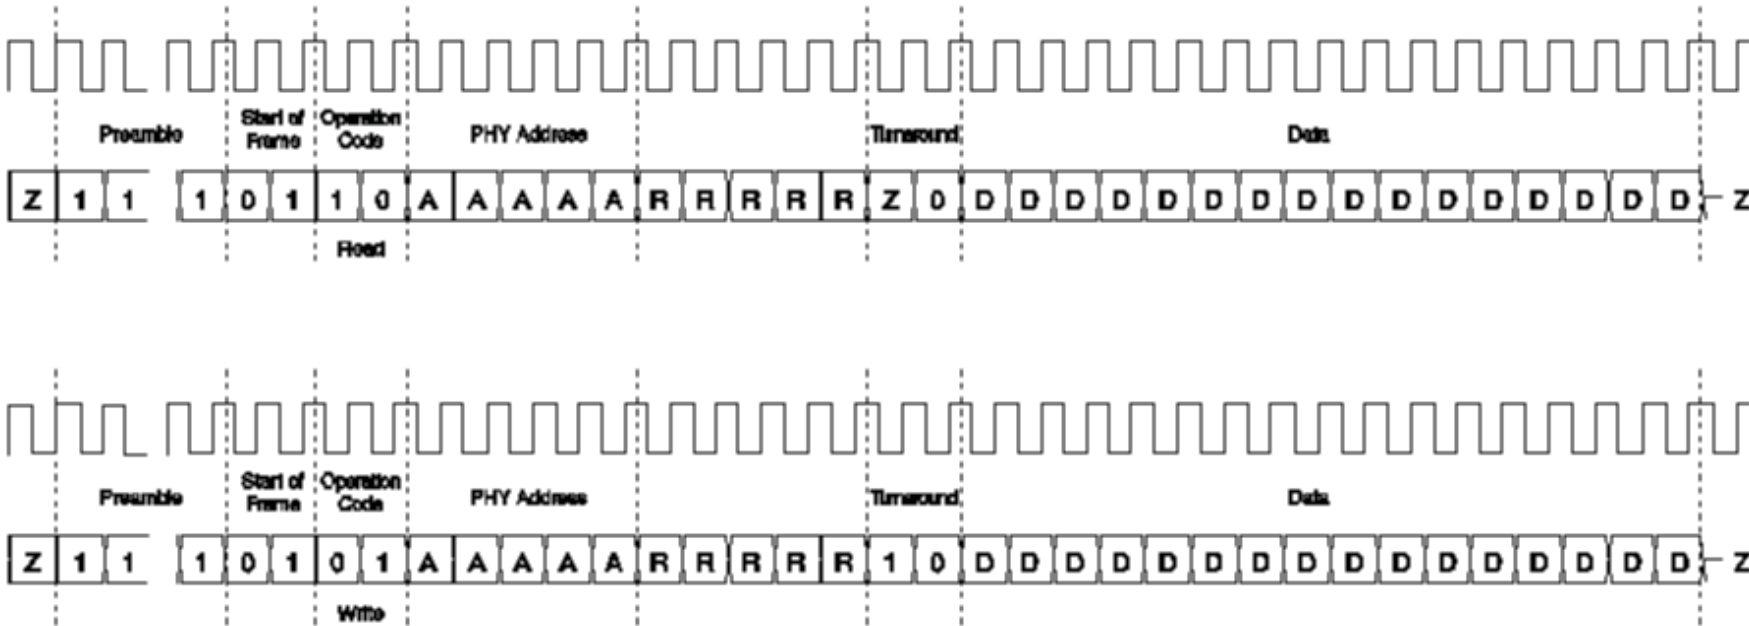 Start of Operation
Preamble Frame Code PHY Address Turnaround Data
Z 1 1 1 0 1 1 0 A A A A A R R R R R Z 0 D D D D D D D D D D D D D D D D Z
Read
Start of Operation
Preamble Frame Code PHY Address Turnaround Data
Z 1 1 1 0 1 0 1 A A A A A R R R R R 1 0 D D D D D D D D D D D D D D D D Z
Write